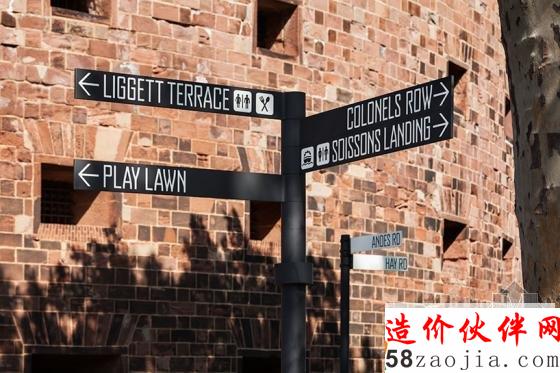 ← LIGGETT TERRACE
← PLAY LAWN
COLONELS ROW →
SOISSONS LANDING →
ANDES RD
HAY RD
造价伙伴网
58zaojia.com